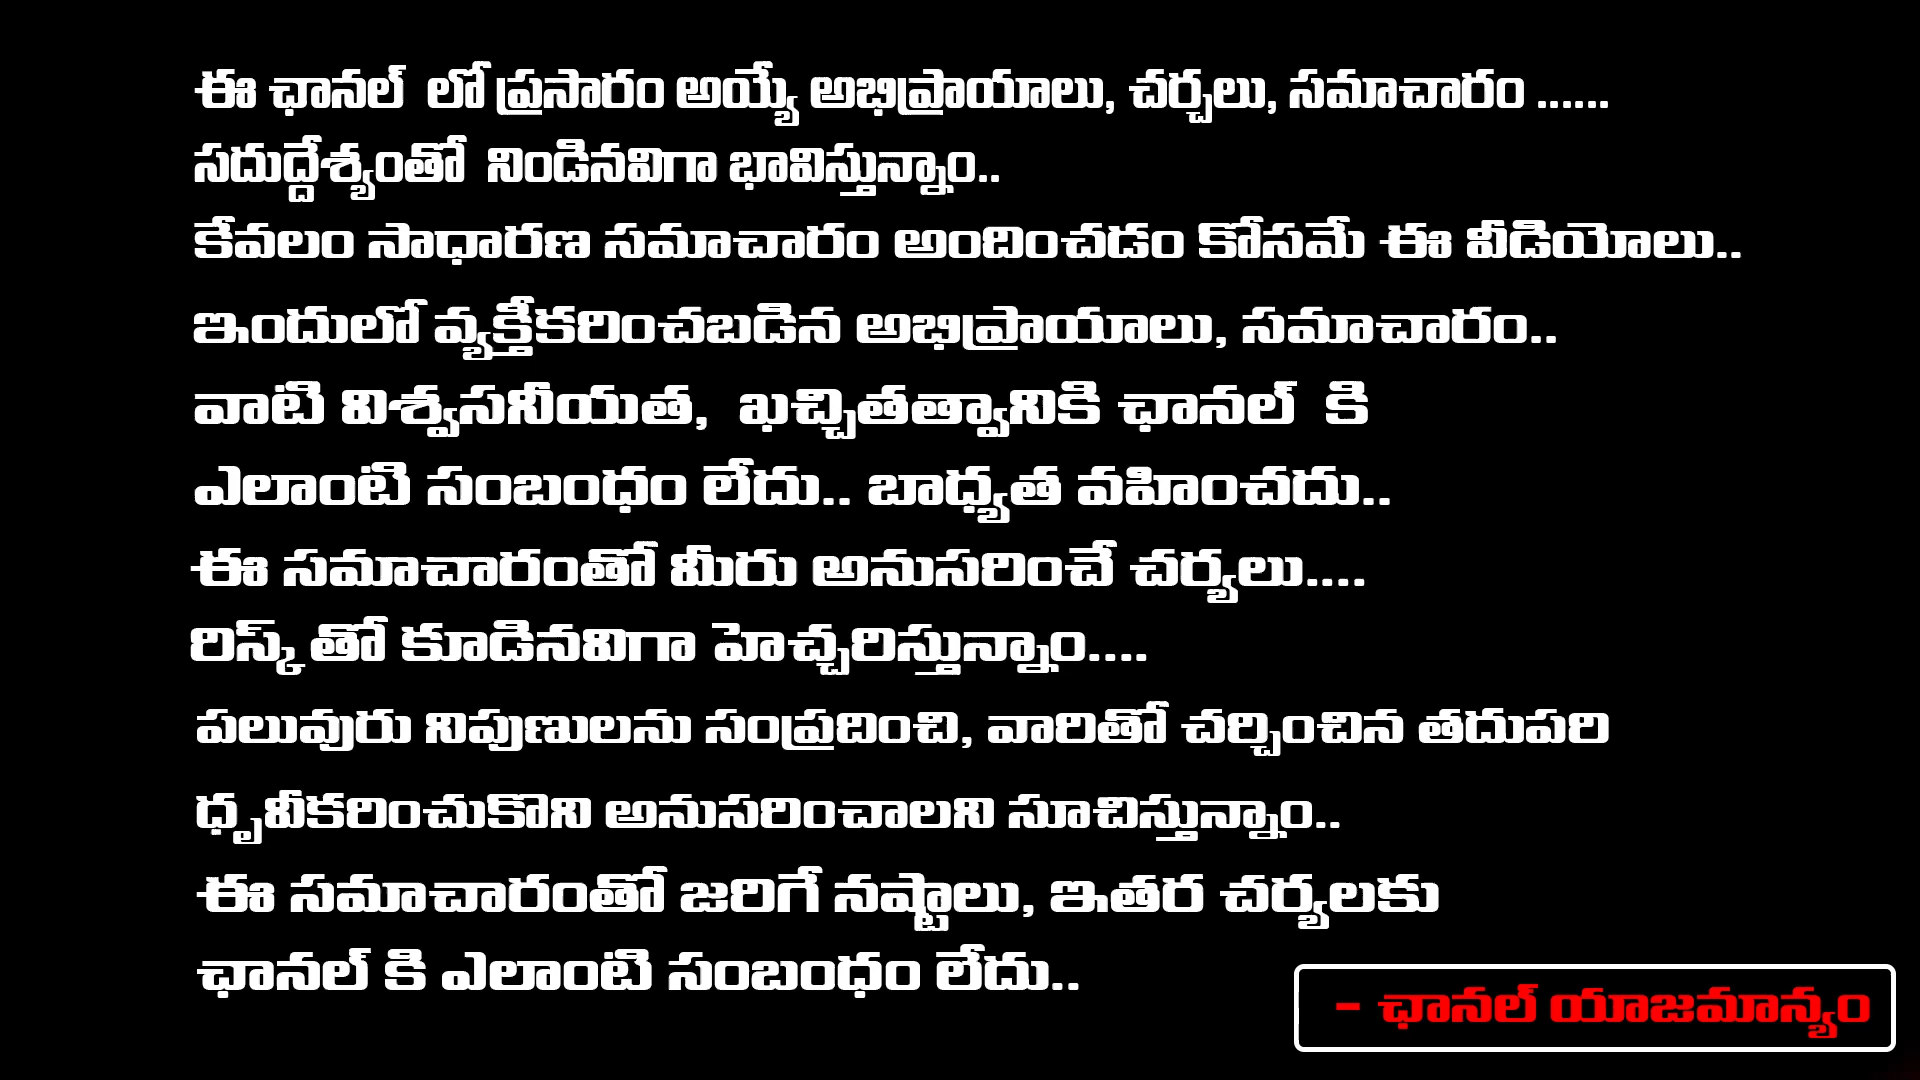 ఈ ఛానల్ లో ప్రసారం అయ్యే అభిప్రాయాలు, చర్చలు, సమాచారం ......
సదుద్దేశ్యంతో నిండినవిగా భావిస్తున్నాం..
కేవలం సాధారణ సమాచారం అందించడం కోసమే ఈ వీడియోలు..
ఇందులో వ్యక్తీకరించబడిన అభిప్రాయాలు, సమాచారం..
వాటి విశ్వసనీయత, ఖచ్చితత్వానికి ఛానల్ కి
ఎలాంటి సంబంధం లేదు.. బాధ్యత వహించదు..
ఈ సమాచారంతో మీరు అనుసరించే చర్యలు....
రిస్క్ తో కూడినవిగా హెచ్చరిస్తున్నాం....
పలువురు నిపుణులను సంప్రదించి, వారితో చర్చించిన తదుపరి
ధృవీకరించుకొని అనుసరించాలని సూచిస్తున్నాం..
ఈ సమాచారంతో జరిగే నష్టాలు, ఇతర చర్యలకు
ఛానల్ కి ఎలాంటి సంబంధం లేదు..
- ఛానల్ యాజమాన్యం